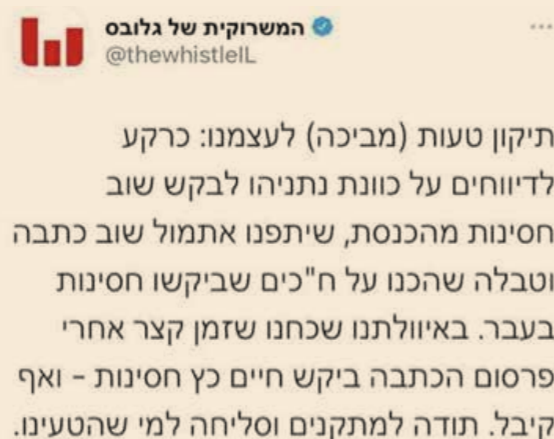 המשרוקית של גלובס
@thewhistleIL
תיקון טעות (מביכה) לעצמנו: כרקע
לדיווחים על כוונת נתניהו לבקש שוב
חסינות מהכנסת, שיתפנו אתמול שוב כתבה
וטבלה שהכנו על ח"כים שביקשו חסינות
בעבר. באיוולתנו שכחנו שזמן קצר אחרי
פרסום הכתבה ביקש חיים כץ חסינות – ואף
קיבל. תודה למתקנים וסליחה למי שהטעינו.